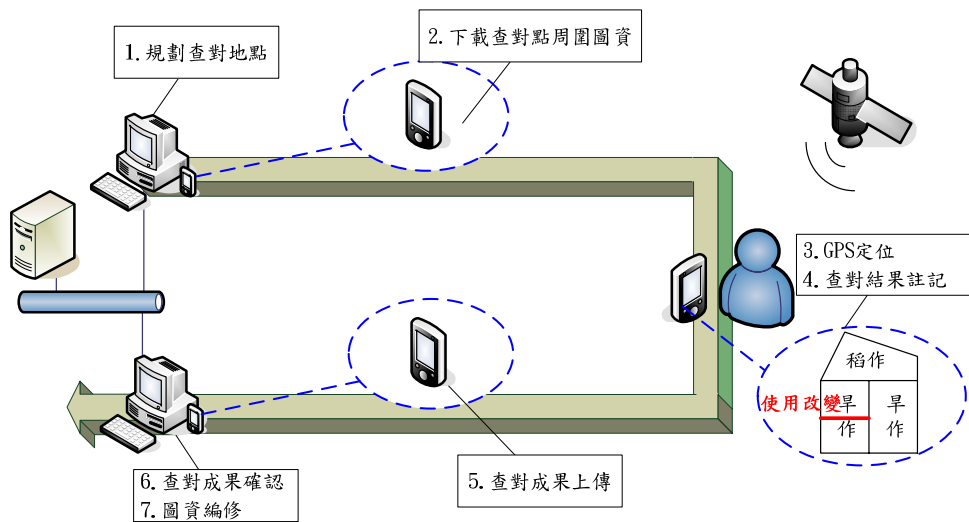 1.規劃查對地點
2.下載查對點周圍圖資
3.GPS定位
4.查對結果註記
稻作
使用改變
旱作
旱作
5.查對成果上傳
6.查對成果確認
7.圖資編修